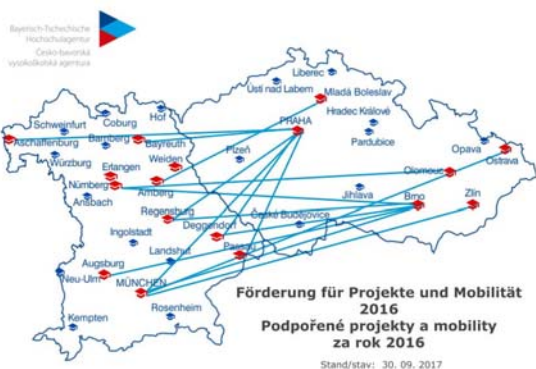 Bayerisch-Tschechische
Hochschulagentur
Česko-bavorská
vysokoškolská agentura
Liberec
Ústí nad Labem
Mladá Boleslav
Hof
Coburg
Schweinfurt
PRAHA
Hradec Králové
Aschaffenburg
Bamberg
Bayreuth
Pardubice
Opava
Ostrava
Würzburg
Weiden
Plzeň
Erlangen
Olomouc
Nürnberg
Amberg
Ansbach
Jihlava
Brno
Zlín
Regensburg
České Budějovice
Deggendorf
Ingolstadt
Landshut
Passau
Augsburg
Neu-Ulm
MÜNCHEN
Rosenheim
Kempten
Förderung für Projekte und Mobilität
2016
Podpořené projekty a mobility
za rok 2016
Stand/stav: 30. 09. 2017